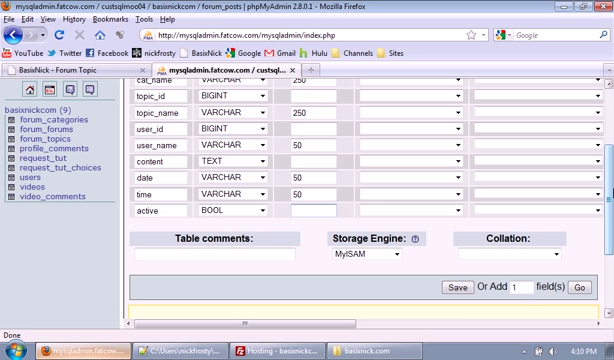 mysqladmin.fatcow.com / custsqlmoo04 / basixnickcom / forum_posts | phpMyAdmin 2.8.0.1 - Mozilla Firefox
File Edit View History Bookmarks Tools Help
http://mysqladmin.fatcow.com/mysqladmin/index.php
Google
YouTube Twitter Facebook nickfrosty BasixNick Google Gmail Hulu Channels Sites
BasixNick - Forum Topic
mysqladmin.fatcow.com / custsql...
basixnickcom (9)
forum_categories
forum_forums
forum_topics
profile_comments
request_tut
request_tut_choices
users
videos
video_comments
cat_name VARCHAR 250
topic_id BIGINT
topic_name VARCHAR 250
user_id BIGINT
user_name VARCHAR 50
content TEXT
date VARCHAR 50
time VARCHAR 50
active BOOL
Table comments: Storage Engine: Collation:
MyISAM
Save Or Add 1 field(s) Go
Done
mysqladmin.fatcow.... C:\Users\nickfrosty\... Hosting - basixnickc... basixnick.com 4:10 PM